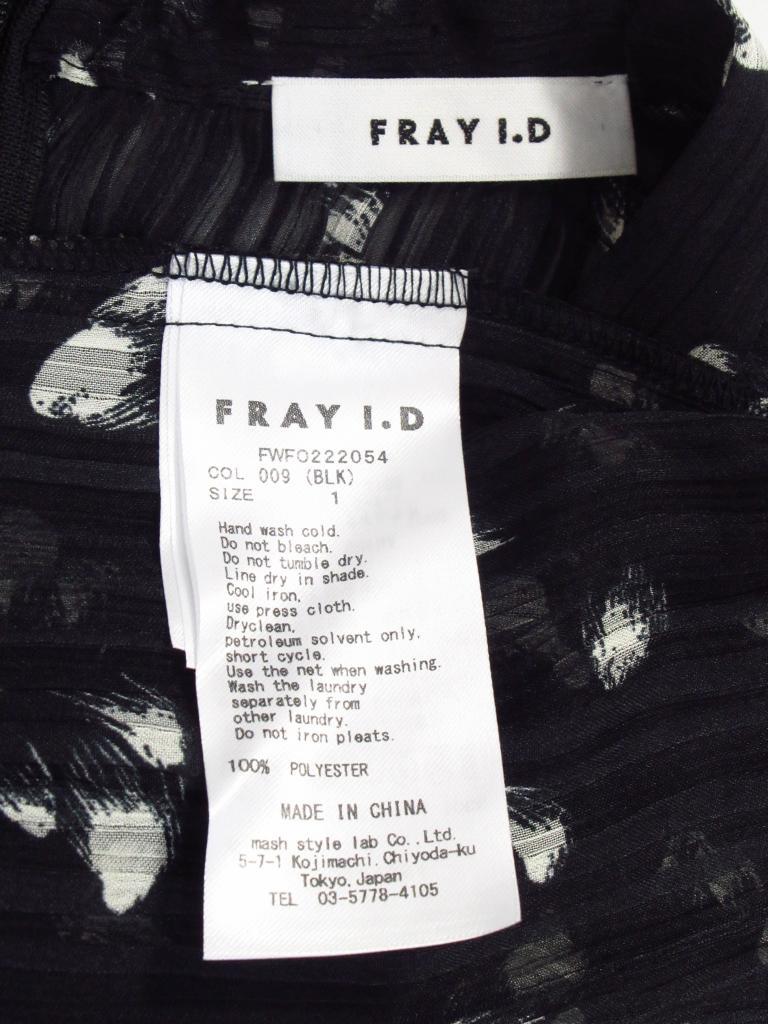 FRAY I.D
FRAY I.D
FWFO222054
COL 009 (BLK)
SIZE 1
Hand wash cold.
Do not bleach.
Do not tumble dry.
Line dry in shade.
Cool iron,
use press cloth.
Dryclean,
petroleum solvent only,
short cycle.
Use the net when washing.
Wash the laundry
separately from
other laundry.
Do not iron pleats.
100% POLYESTER
MADE IN CHINA
mash style lab Co.,Ltd.
5-7-1 Kojimachi, Chiyoda-ku
Tokyo, Japan
TEL 03-5778-4105